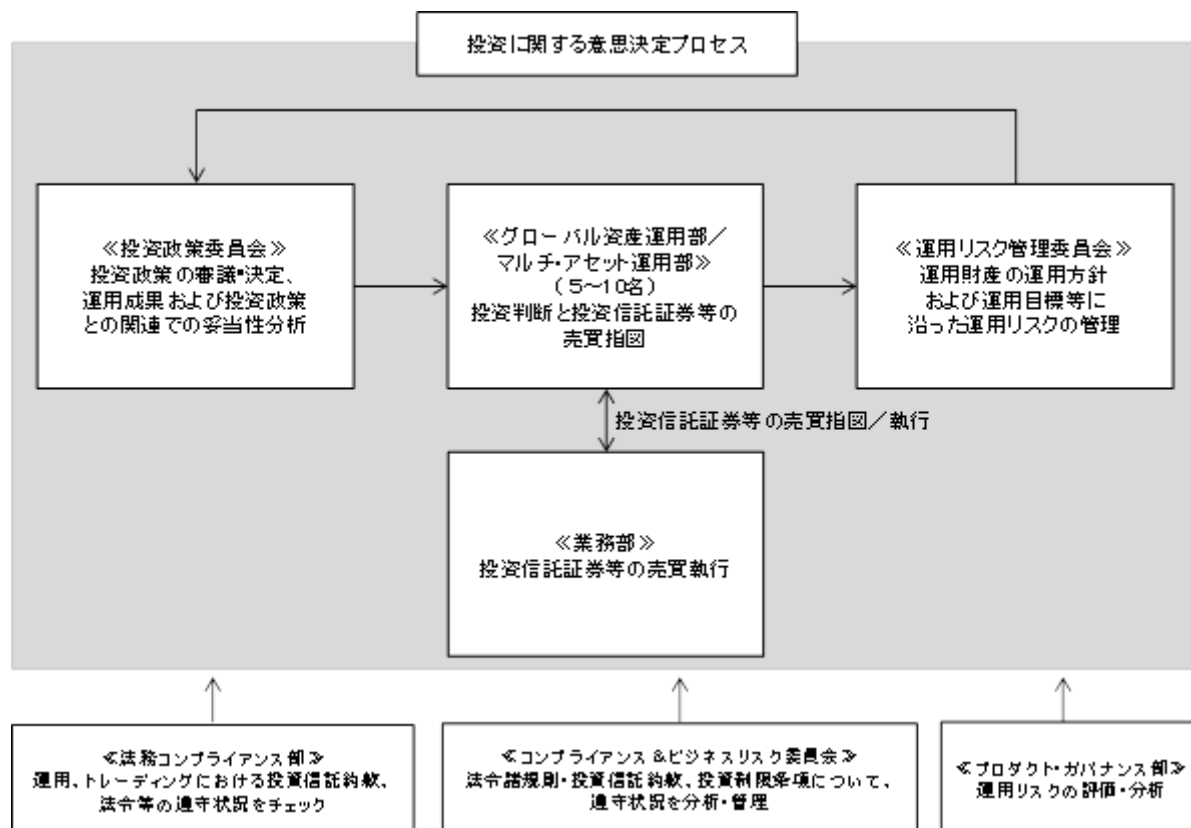 投資に関する意思決定プロセス
≪投資政策委員会≫
投資政策の審議・決定、
運用成果および投資政策
との関連での妥当性分析
≪グローバル資産運用部／
マルチ・アセット運用部≫
（5～10名）
投資判断と投資信託証券等の
売買指図
≪運用リスク管理委員会≫
運用財産の運用方針
および運用目標等に
沿った運用リスクの管理
投資信託証券等の売買指図／執行
≪業務部≫
投資信託証券等の売買執行
≪法務コンプライアンス部≫
運用、トレーディングにおける投資信託約款、
法令等の遵守状況をチェック
≪コンプライアンス＆ビジネスリスク委員会≫
法令諸規則・投資信託約款、投資制限条項について、
遵守状況を分析・管理
≪プロダクト・ガバナンス部≫
運用リスクの評価・分析